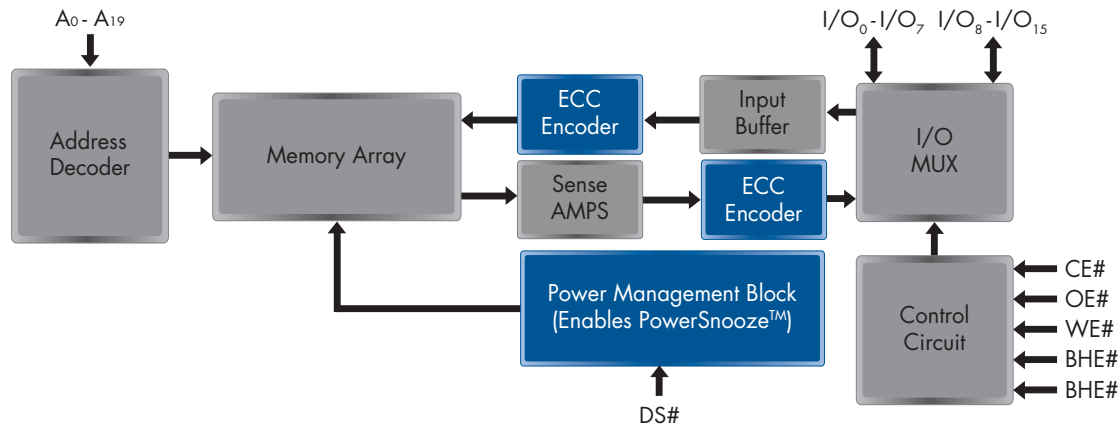 A0 - A19
I/O0-I/O7
I/O8-I/O15
Address
Decoder
Memory Array
ECC
Encoder
Input
Buffer
I/O
MUX
Sense
AMPS
ECC
Encoder
Power Management Block
(Enables PowerSnooze™)
Control
Circuit
CE#
OE#
WE#
BHE#
BHE#
DS#